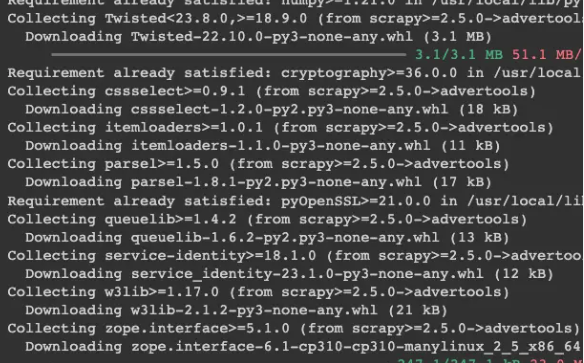 Requirement already satisfied: numpy>=1.21.0 in /usr/local/lib/py
Collecting Twisted<23.8.0,>=18.9.0 (from scrapy>=2.5.0->advertools
Downloading Twisted-22.10.0-py3-none-any.whl (3.1 MB)
3.1/3.1 MB 51.1 MB/
Requirement already satisfied: cryptography>=36.0.0 in /usr/local
Collecting cssselect>=0.9.1 (from scrapy>=2.5.0->advertools)
Downloading cssselect-1.2.0-py2.py3-none-any.whl (18 kB)
Collecting itemloaders>=1.0.1 (from scrapy>=2.5.0->advertools)
Downloading itemloaders-1.1.0-py3-none-any.whl (11 kB)
Collecting parsel>=1.5.0 (from scrapy>=2.5.0->advertools)
Downloading parsel-1.8.1-py2.py3-none-any.whl (17 kB)
Requirement already satisfied: pyOpenSSL>=21.0.0 in /usr/local/li
Collecting queuelib>=1.4.2 (from scrapy>=2.5.0->advertools)
Downloading queuelib-1.6.2-py2.py3-none-any.whl (13 kB)
Collecting service-identity>=18.1.0 (from scrapy>=2.5.0->advertoo
Downloading service_identity-23.1.0-py3-none-any.whl (12 kB)
Collecting w3lib>=1.17.0 (from scrapy>=2.5.0->advertools)
Downloading w3lib-2.1.2-py3-none-any.whl (21 kB)
Collecting zope.interface>=5.1.0 (from scrapy>=2.5.0->advertools)
Downloading zope.interface-6.1-cp310-cp310-manylinux_2_5_x86_64